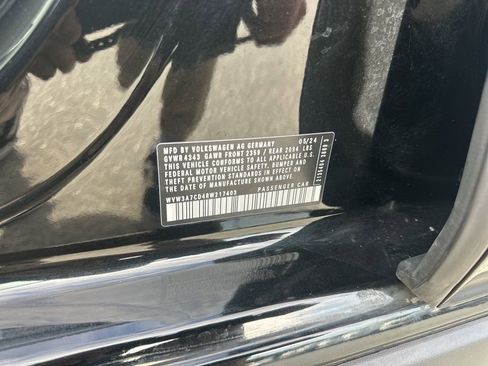 MFD BY VOLKSWAGEN AG GERMANY 05/24
GVWR 4343 GAWR FRONT 2359 / REAR 2094 LBS
THIS VEHICLE CONFORMS TO ALL APPLICABLE U.S.
FEDERAL MOTOR VEHICLE SAFETY, BUMPER AND
THEFT PREVENTION STANDARDS IN EFFECT ON
THE DATE OF MANUFACTURE SHOWN ABOVE.
WVW3A7CD4RW317403 PASSENGER CAR